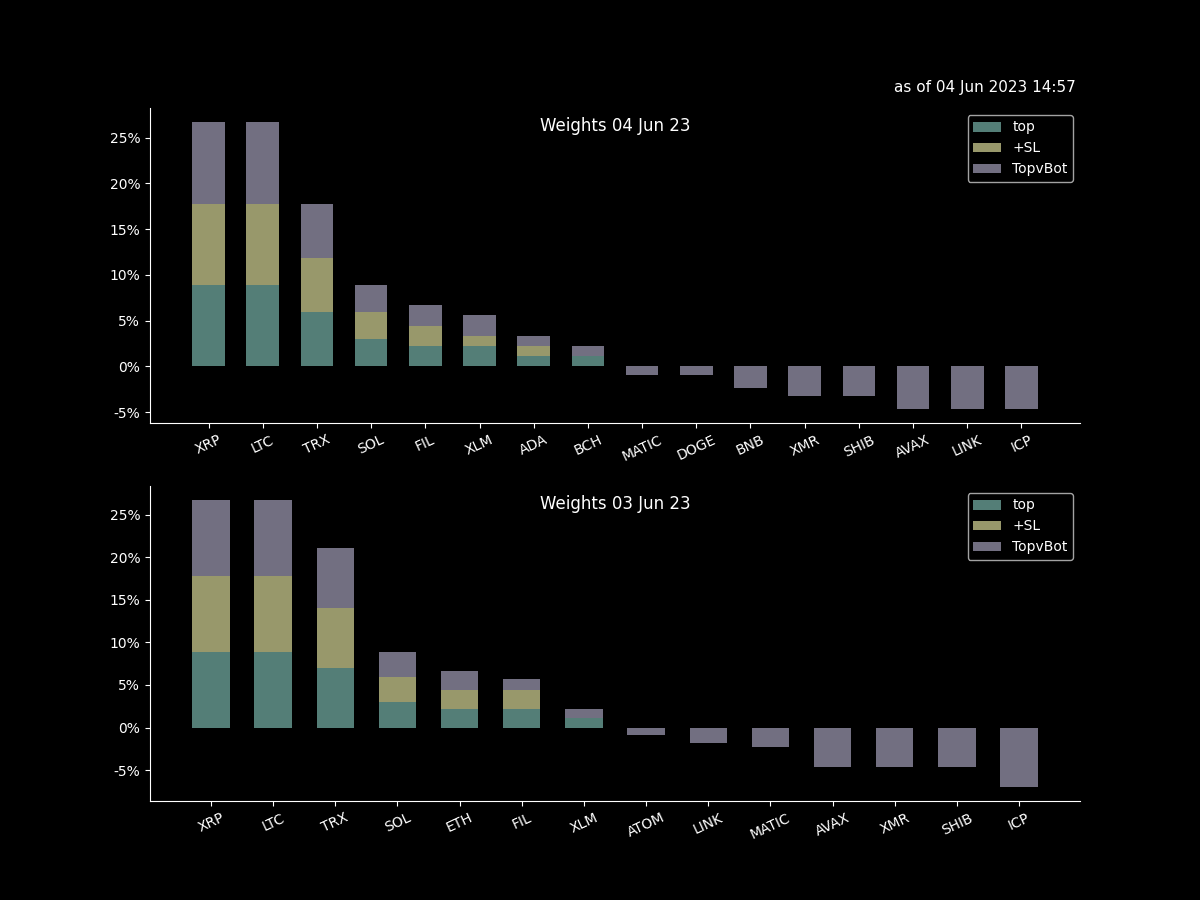 as of 04 Jun 2023 14:57
Weights 04 Jun 23
top
+SL
TopvBot
25%
20%
15%
10%
5%
0%
-5%
XRP LTC TRX SOL FIL XLM ADA BCH MATIC DOGE BNB XMR SHIB AVAX LINK ICP
Weights 03 Jun 23
top
+SL
TopvBot
25%
20%
15%
10%
5%
0%
-5%
XRP LTC TRX SOL ETH FIL XLM ATOM LINK MATIC AVAX XMR SHIB ICP